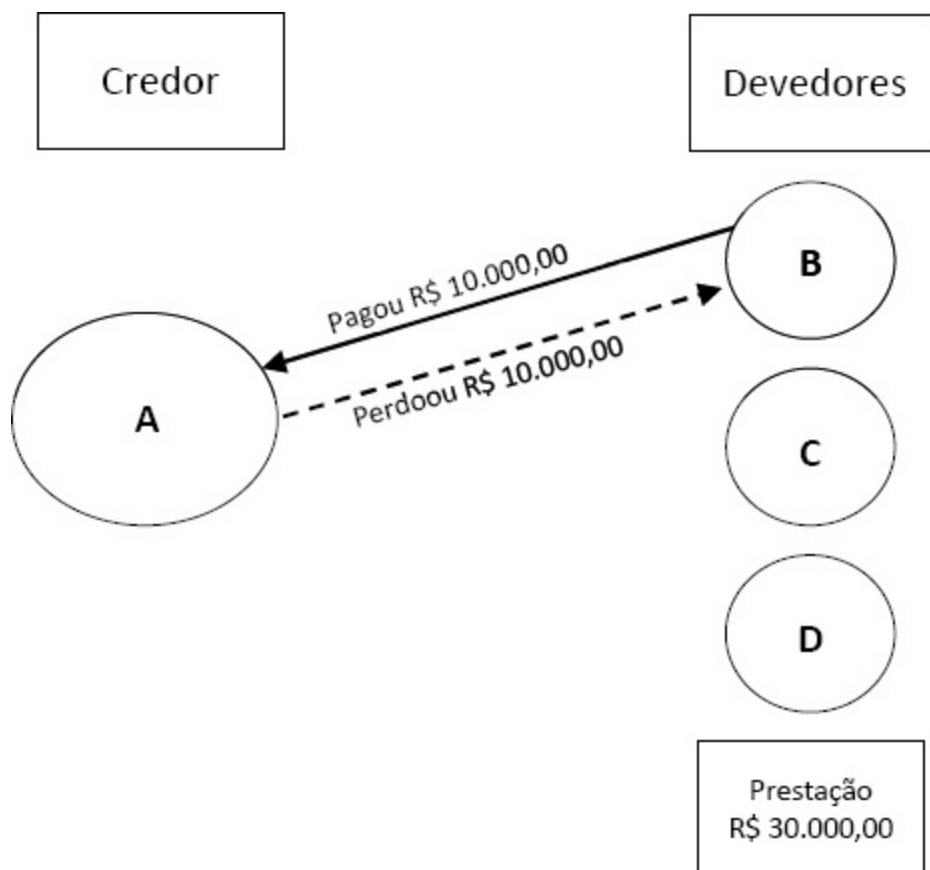 Credor
Devedores
B
Pagou R$ 10.000,00
Perdoou R$ 10.000,00
A
C
D
Prestação
R$ 30.000,00